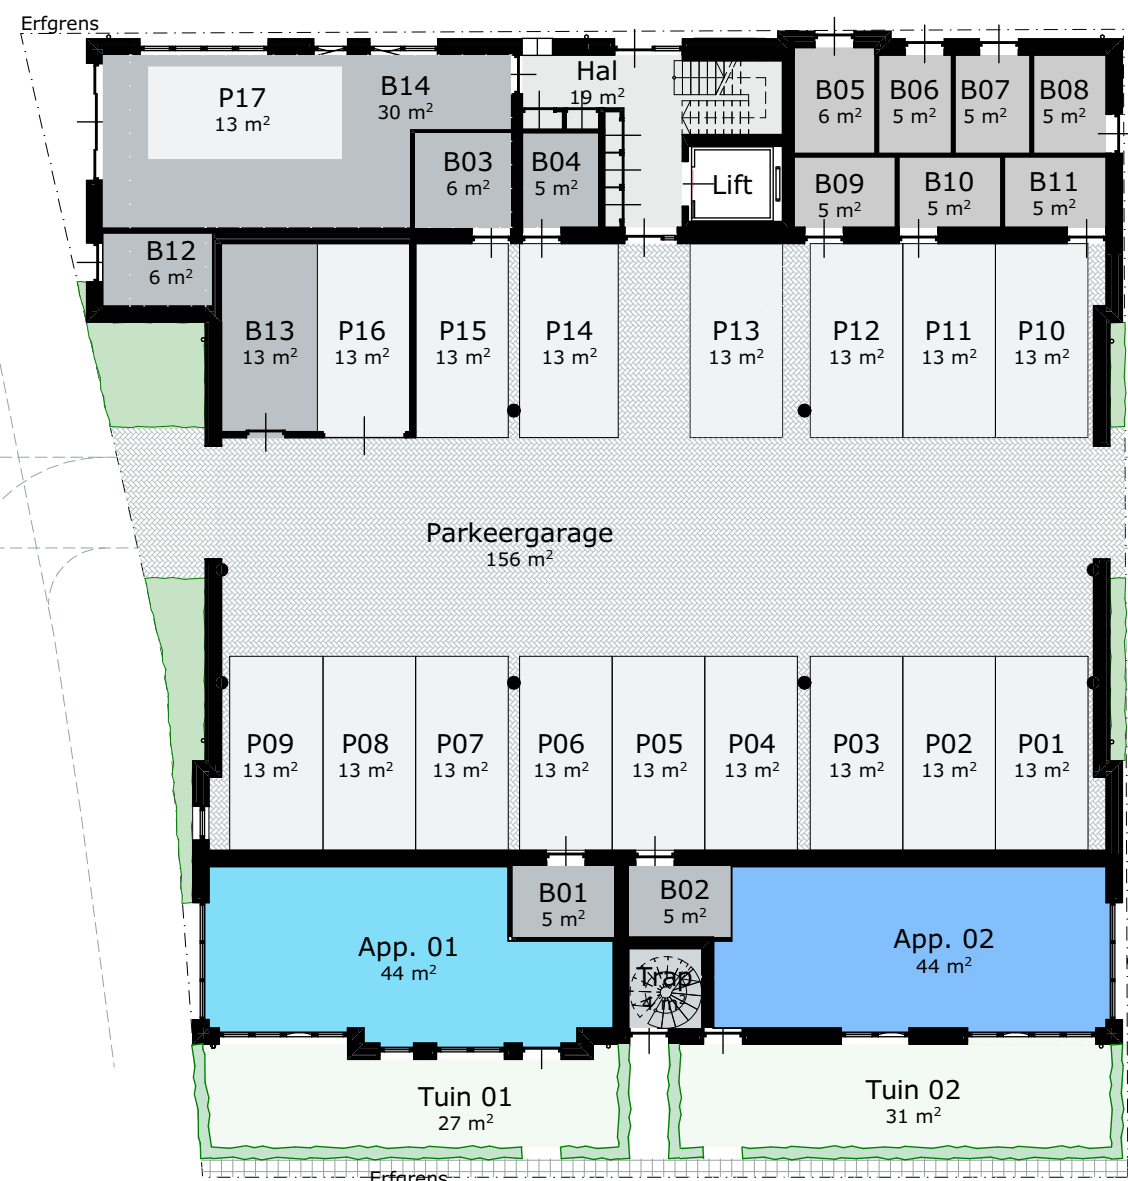 Erfgrens
P17
13 m²
B14
30 m²
Hal
19 m²
B05
6 m²
B06
5 m²
B07
5 m²
B08
5 m²
B03
6 m²
B04
5 m²
Lift
B09
5 m²
B10
5 m²
B11
5 m²
B12
6 m²
B13
13 m²
P16
13 m²
P15
13 m²
P14
13 m²
P13
13 m²
P12
13 m²
P11
13 m²
P10
13 m²
Parkeergarage
156 m²
P09
13 m²
P08
13 m²
P07
13 m²
P06
13 m²
P05
13 m²
P04
13 m²
P03
13 m²
P02
13 m²
P01
13 m²
B01
5 m²
B02
5 m²
App. 01
44 m²
App. 02
44 m²
Trap
4 m²
Tuin 01
27 m²
Tuin 02
31 m²
Erfgrens